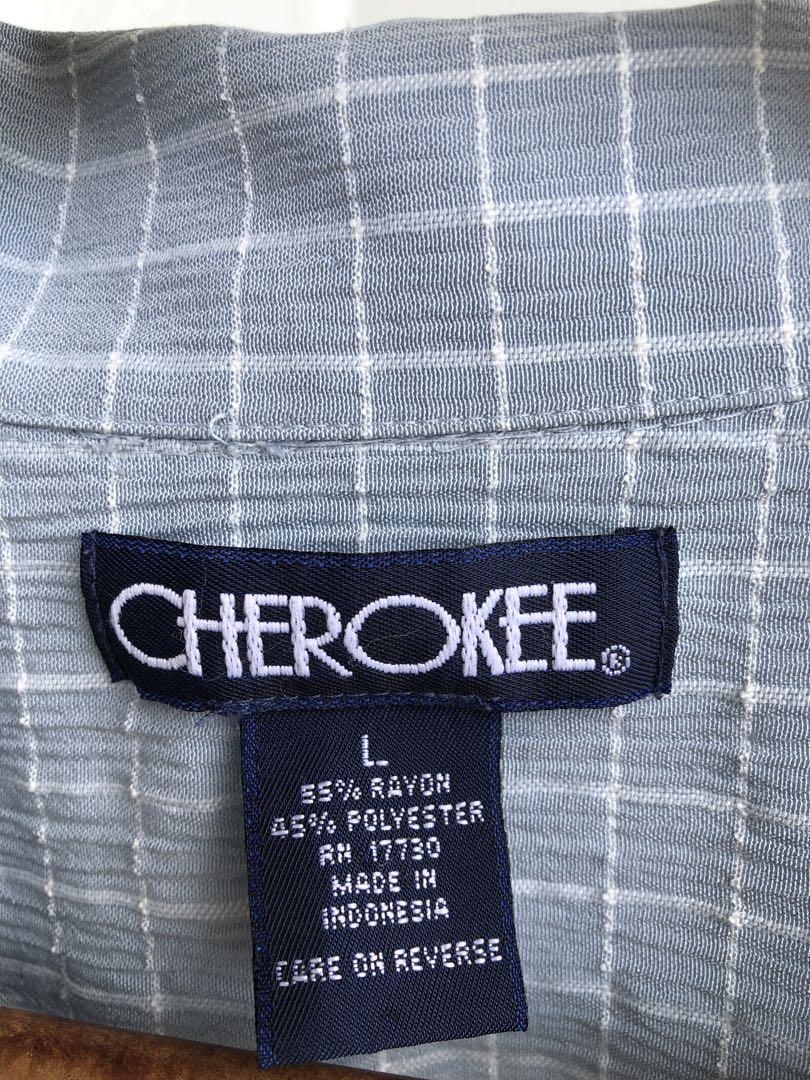 CHEROKEE®
L
55% RAYON
45% POLYESTER
RN 17730
MADE IN
INDONESIA
CARE ON REVERSE